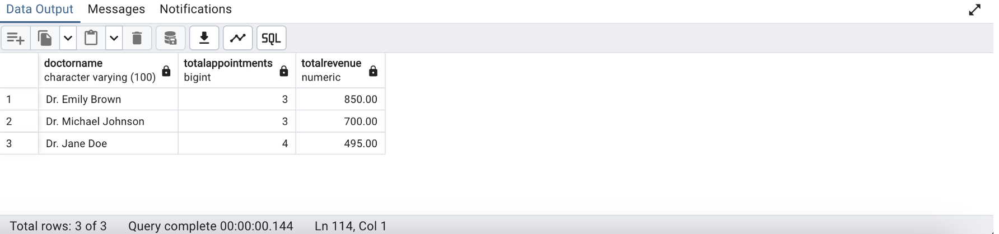 Data Output Messages Notifications
SQL
doctorname totalappointments totalrevenue
character varying (100) bigint numeric
1 Dr. Emily Brown 3 850.00
2 Dr. Michael Johnson 3 700.00
3 Dr. Jane Doe 4 495.00
Total rows: 3 of 3 Query complete 00:00:00.144 Ln 114, Col 1